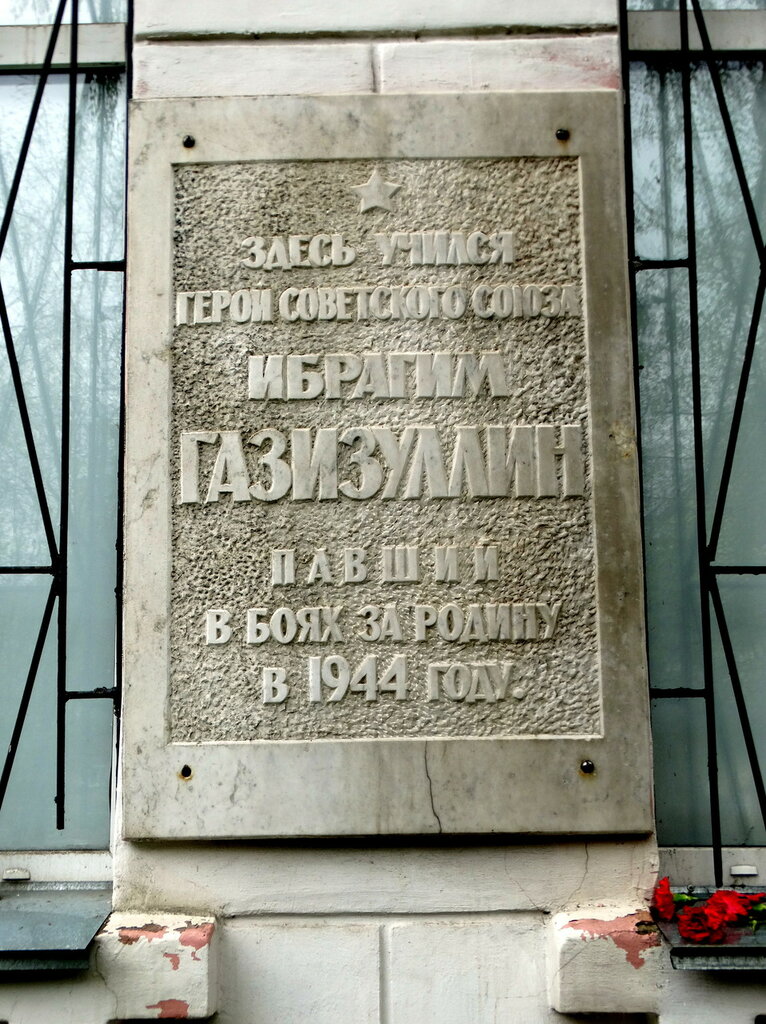 ЗДЕСЬ УЧИЛСЯ
ГЕРОЙ СОВЕТСКОГО СОЮЗА
ИБРАГИМ
ГАЗИЗУЛЛИН
ПАВШИЙ
В БОЯХ ЗА РОДИНУ
В 1944 ГОДУ.